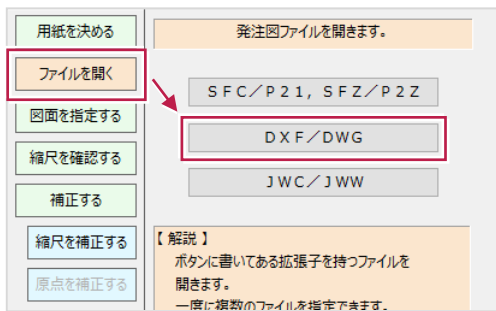 用紙を決める
ファイルを開く
図面を指定する
縮尺を確認する
補正する
縮尺を補正する
原点を補正する
発注図ファイルを開きます。
SFC／P21，SFZ／P2Z
DXF／DWG
JWC／JWW
【 解説 】
ボタンに書いてある拡張子を持つファイルを
開きます。
一度に複数のファイルを指定できます。